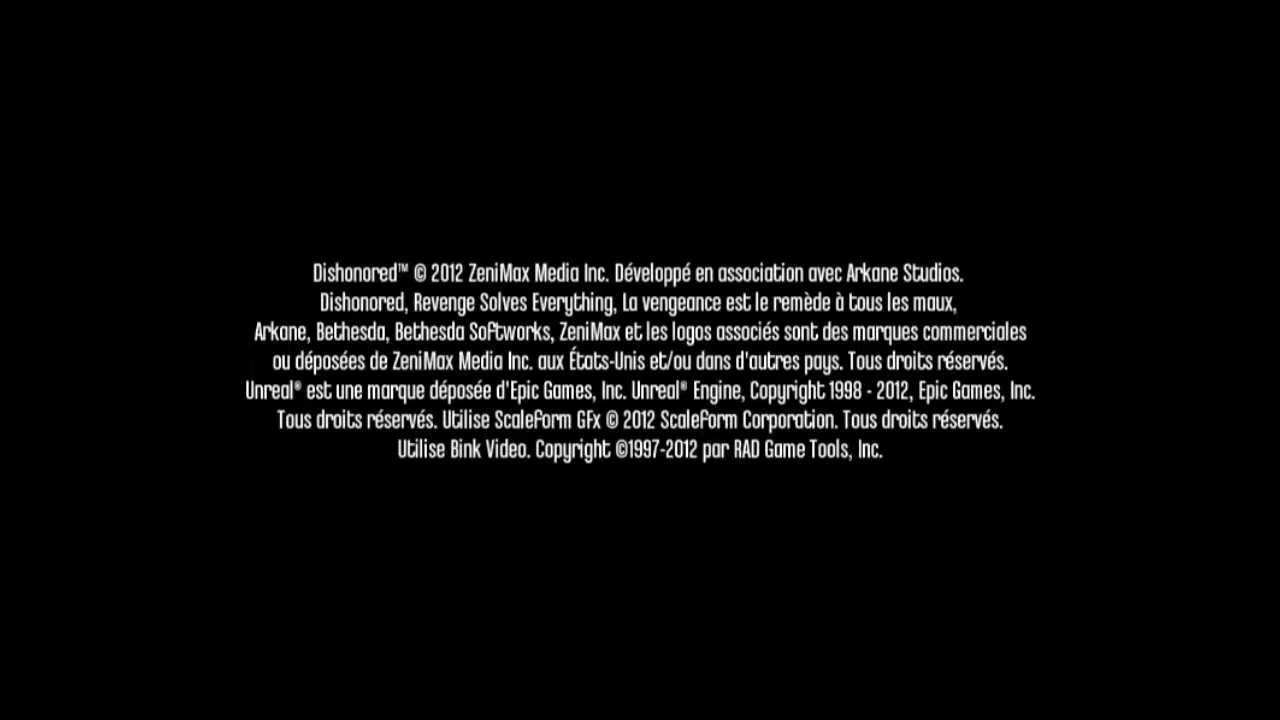 Dishonored™ © 2012 ZeniMax Media Inc. Développé en association avec Arkane Studios.
Dishonored, Revenge Solves Everything, La vengeance est le remède à tous les maux,
Arkane, Bethesda, Bethesda Softworks, ZeniMax et les logos associés sont des marques commerciales
ou déposées de ZeniMax Media Inc. aux États-Unis et/ou dans d'autres pays. Tous droits réservés.
Unreal® est une marque déposée d'Epic Games, Inc. Unreal® Engine, Copyright 1998 - 2012, Epic Games, Inc.
Tous droits réservés. Utilise Scaleform GFx © 2012 Scaleform Corporation. Tous droits réservés.
Utilise Bink Video. Copyright ©1997-2012 par RAD Game Tools, Inc.